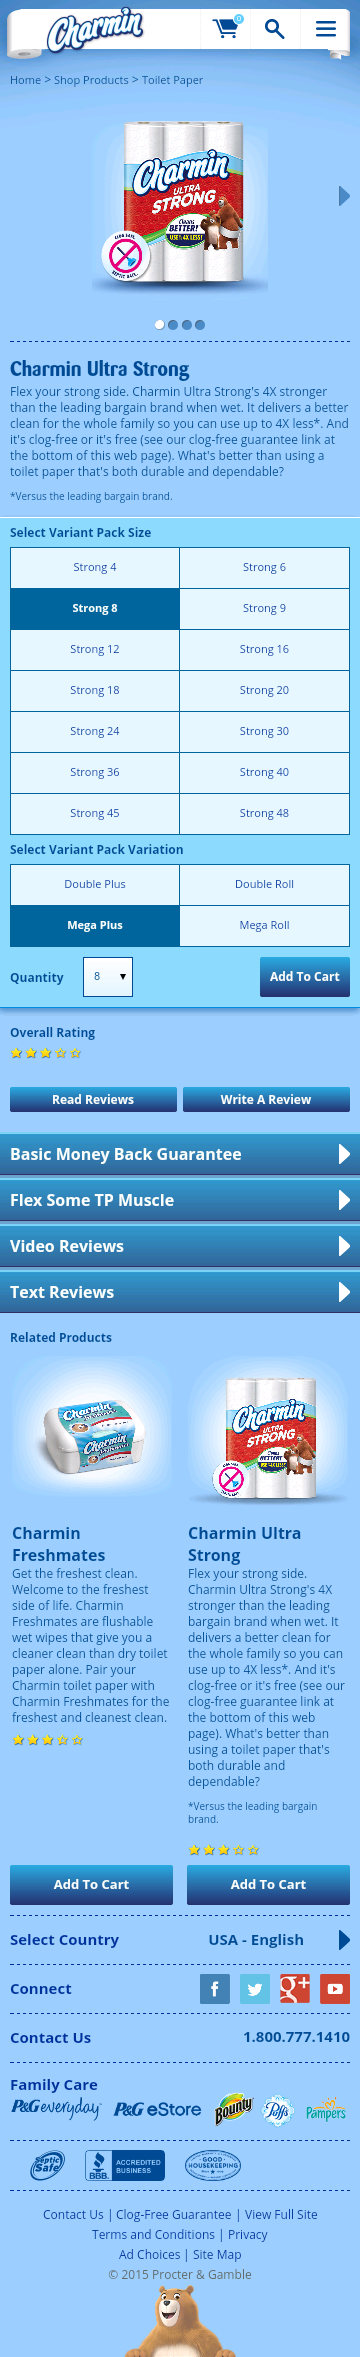 Charmin
0
Home > Shop Products > Toilet Paper
Charmin
ULTRA
STRONG
Cleans
BETTER!
USE 4X LESS!
CLOG SAFE
SEPTIC SAFE
Charmin Ultra Strong
Flex your strong side. Charmin Ultra Strong's 4X stronger
than the leading bargain brand when wet. It delivers a better
clean for the whole family so you can use up to 4X less*. And
it's clog-free or it's free (see our clog-free guarantee link at
the bottom of this web page). What's better than using a
toilet paper that's both durable and dependable?
*Versus the leading bargain brand.
Select Variant Pack Size
Strong 4
Strong 6
Strong 8
Strong 9
Strong 12
Strong 16
Strong 18
Strong 20
Strong 24
Strong 30
Strong 36
Strong 40
Strong 45
Strong 48
Select Variant Pack Variation
Double Plus
Double Roll
Mega Plus
Mega Roll
Quantity
8
Add To Cart
Overall Rating
Read Reviews
Write A Review
Basic Money Back Guarantee
Flex Some TP Muscle
Video Reviews
Text Reviews
Related Products
Charmin
Charmin
Charmin
ULTRA
STRONG
Cleans
BETTER!
Charmin
Freshmates
Get the freshest clean.
Welcome to the freshest
side of life. Charmin
Freshmates are flushable
wet wipes that give you a
cleaner clean than dry toilet
paper alone. Pair your
Charmin toilet paper with
Charmin Freshmates for the
freshest and cleanest clean.
Charmin Ultra
Strong
Flex your strong side.
Charmin Ultra Strong's 4X
stronger than the leading
bargain brand when wet. It
delivers a better clean for
the whole family so you can
use up to 4X less*. And it's
clog-free or it's free (see our
clog-free guarantee link at
the bottom of this web
page). What's better than
using a toilet paper that's
both durable and
dependable?
*Versus the leading bargain
brand.
Add To Cart
Add To Cart
Select Country
USA - English
Connect
f
g+
Contact Us
1.800.777.1410
Family Care
P&G everyday
P&G eStore
Bounty
Puffs
Pampers
Septic Safe
BBB.
ACCREDITED
BUSINESS
GOOD
HOUSEKEEPING
Contact Us | Clog-Free Guarantee | View Full Site
Terms and Conditions | Privacy
Ad Choices | Site Map
© 2015 Procter & Gamble